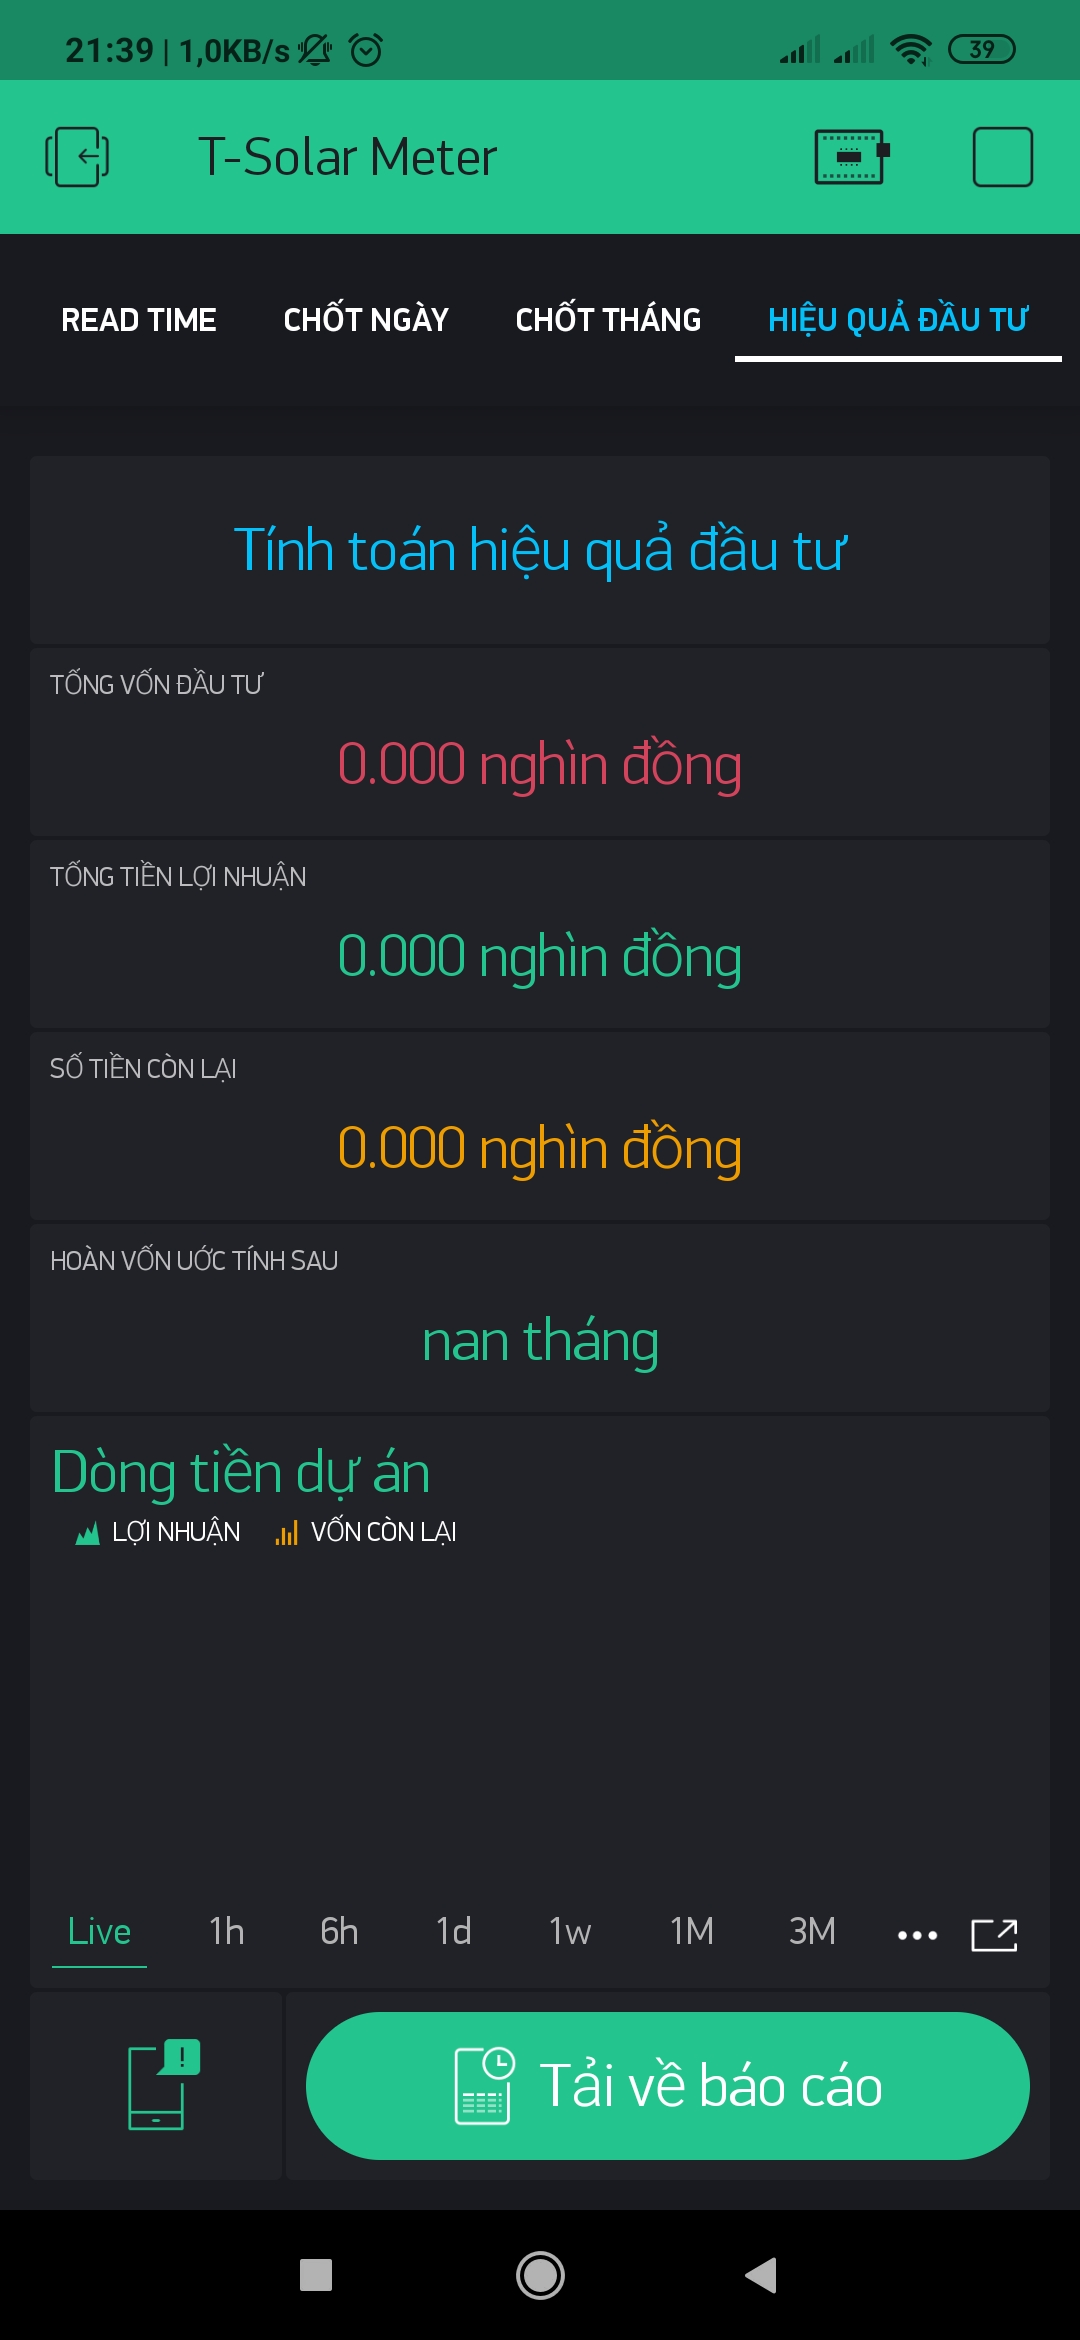 21:39 | 1,0KB/s 39
T-Solar Meter
READ TIME CHỐT NGÀY CHỐT THÁNG HIỆU QUẢ ĐẦU TƯ
Tính toán hiệu quả đầu tư
TỔNG VỐN ĐẦU TƯ
0.000 nghìn đồng
TỔNG TIỀN LỢI NHUẬN
0.000 nghìn đồng
SỐ TIỀN CÒN LẠI
0.000 nghìn đồng
HOÀN VỐN UỚC TÍNH SAU
nan tháng
Dòng tiền dự án
LỢI NHUẬN VỐN CÒN LẠI
Live 1h 6h 1d 1w 1M 3M ...
Tải về báo cáo